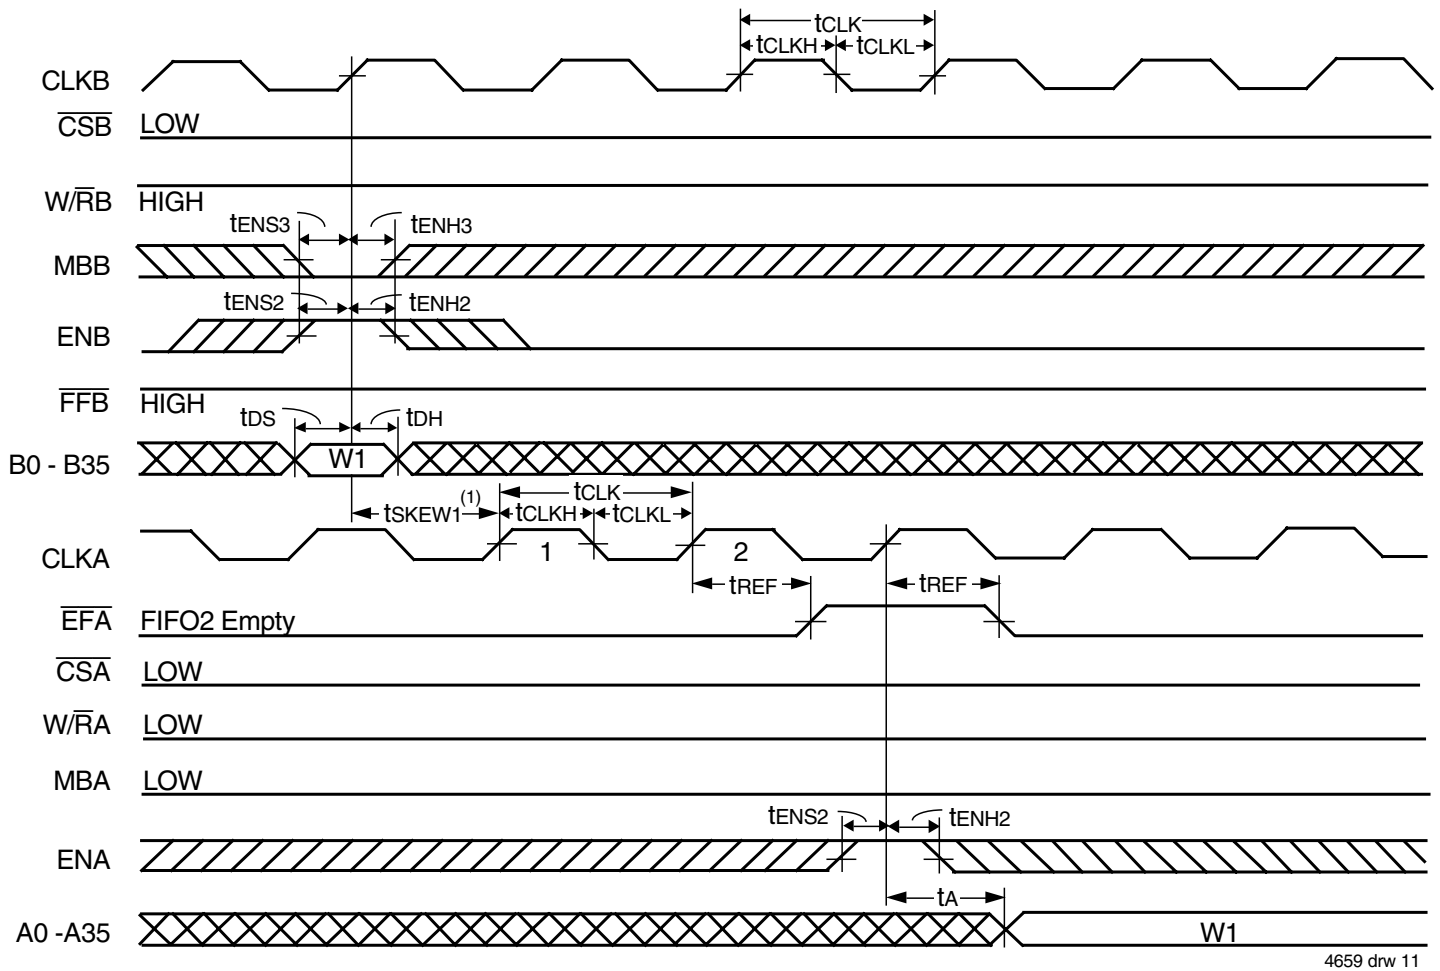 tCLK
tCLKH tCLKL
CLKB
CSB LOW
W/RB HIGH
tENS3 tENH3
MBB
tENS2 tENH2
ENB
FFB HIGH
tDS tDH
B0 - B35 W1
tSKEW1(1) tCLK
tCLKH tCLKL
CLKA 1 2
tREF tREF
EFA FIFO2 Empty
CSA LOW
W/RA LOW
MBA LOW
tENS2 tENH2
ENA
tA
A0 -A35 W1
4659 drw 11